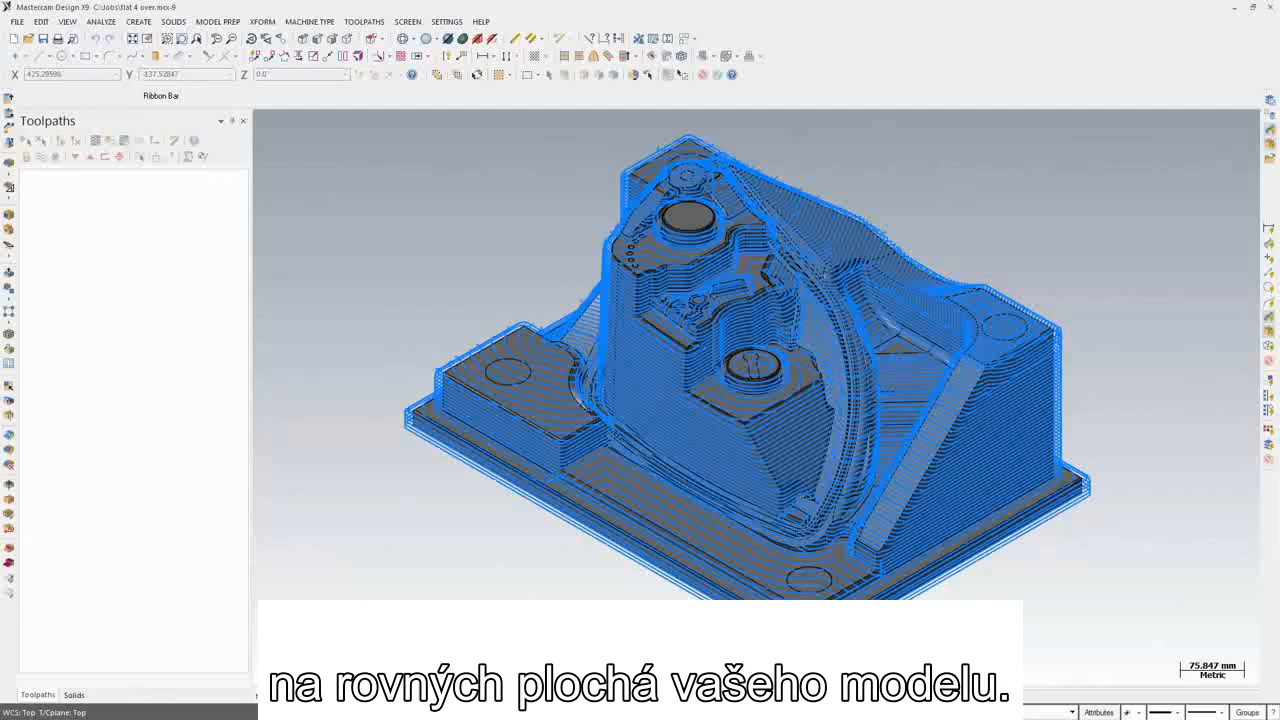 Mastercam Design X9 C:\Jobs\flat 4 over.mcx-9
FILE EDIT VIEW ANALYZE CREATE SOLIDS MODEL PREP XFORM MACHINE TYPE TOOLPATHS SCREEN SETTINGS HELP
X 425.29598 Y -137.52847 Z 0.0
Ribbon Bar
Toolpaths
75.847 mm
Metric
na rovných plochá vašeho modelu.
Toolpaths Solids
WCS: Top T/Cplane: Top
Attributes Groups ?